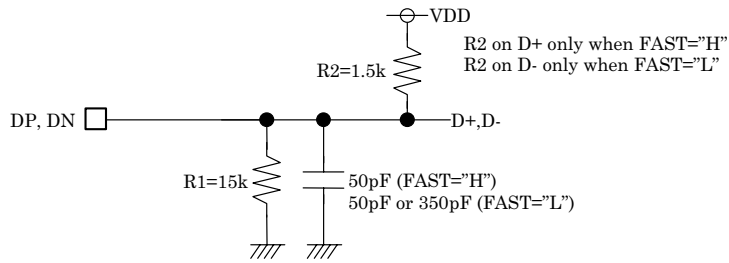 VDD
R2 on D+ only when FAST=”H”
R2 on D- only when FAST=”L”
R2=1.5k
DP, DN
D+,D-
R1=15k
50pF (FAST=”H”)
50pF or 350pF (FAST=”L”)